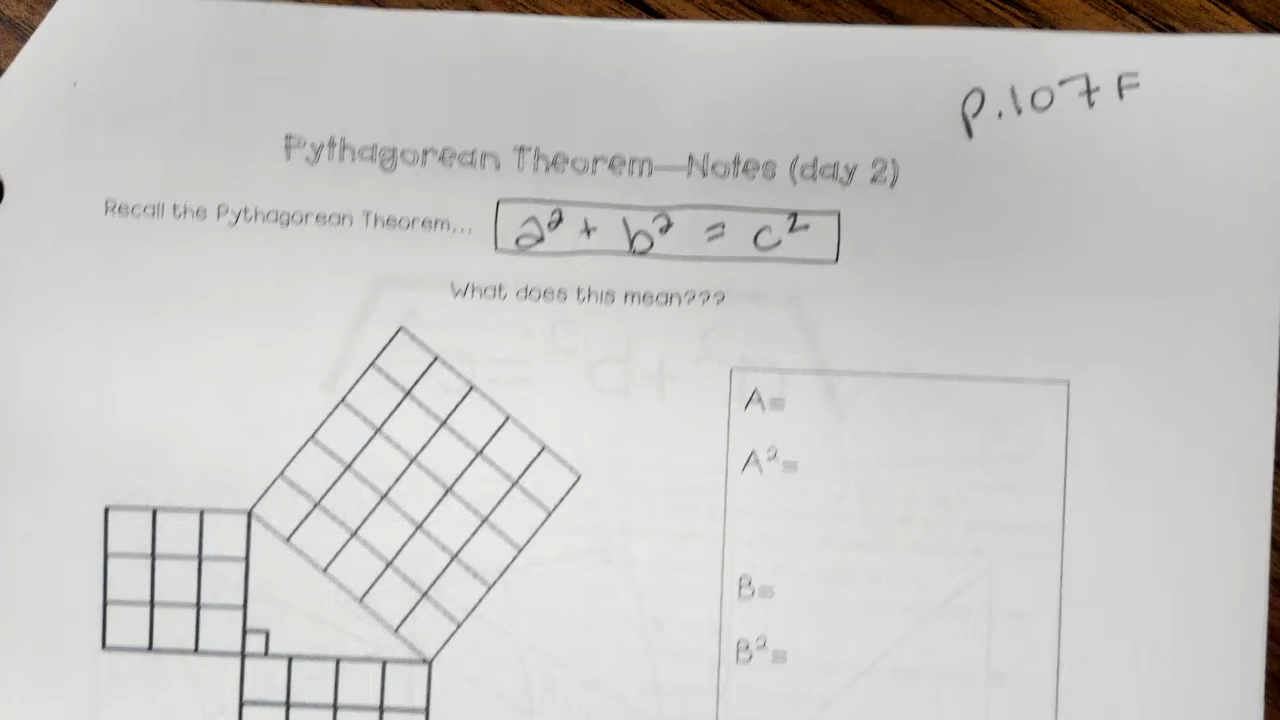 p.107F
Pythagorean Theorem—Notes (day 2)
Recall the Pythagorean Theorem... a² + b² = c²
What does this mean???
A=
A²=
B=
B²=